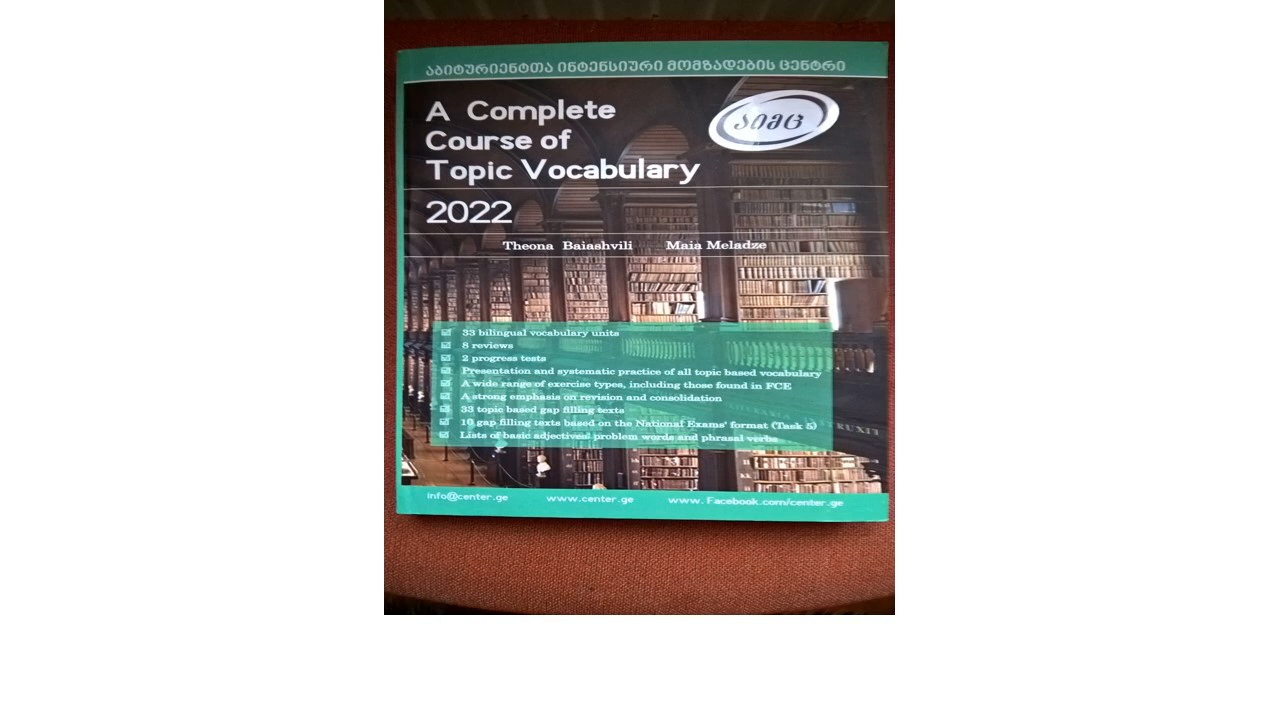 აბიტურიენტთა ინტენსიური მომზადების ცენტრი
A Complete
Course of
Topic Vocabulary
აიმც
2022
Theona Baiashvili Maia Meladze
33 bilingual vocabulary units
8 reviews
2 progress tests
Presentation and systematic practice of all topic based vocabulary
A wide range of exercise types, including those found in FCE
A strong emphasis on revision and consolidation
33 topic based gap filling texts
10 gap filling texts based on the National Exams' format (Task 5)
Lists of basic adjectives, problem words and phrasal verbs
info@center.ge www.center.ge www. Facebook.com/center.ge